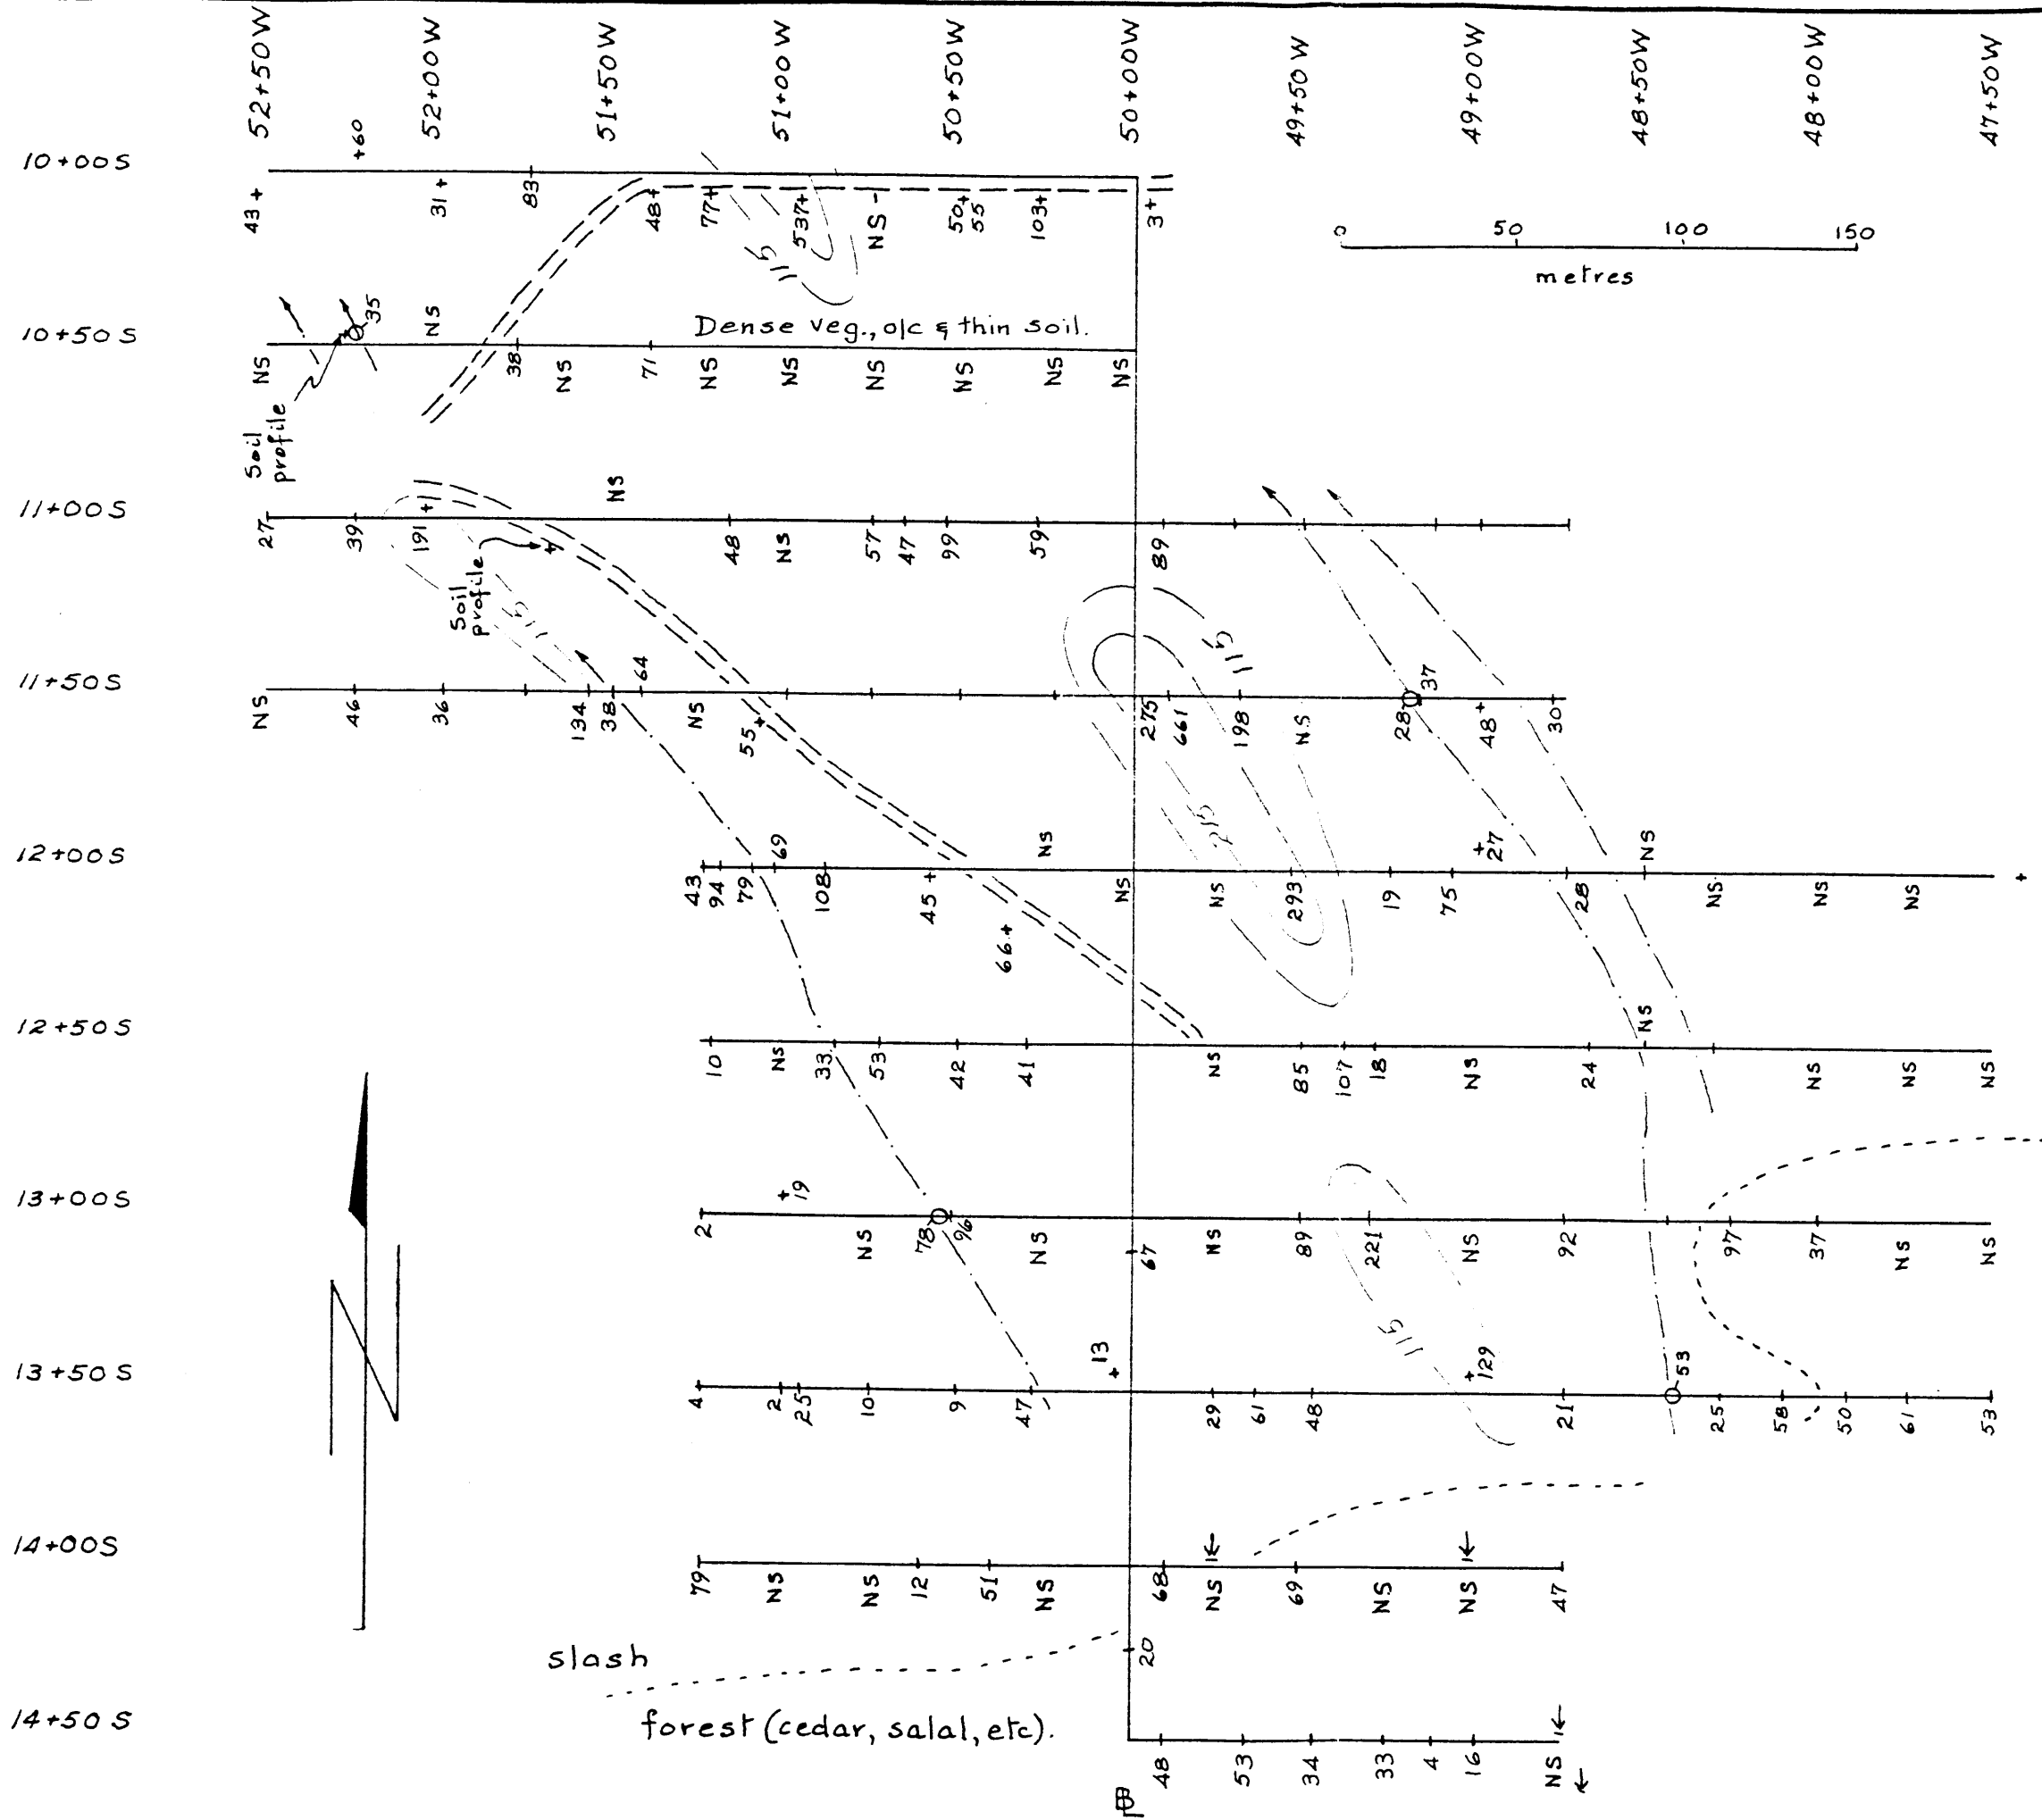 52+50W 52+00W 51+50W 51+00W 50+50W 50+00W 49+50W 49+00W 48+50W 48+00W 47+50W
10+00S
+60
43+ 31+ 83 48+ 77+ 537+ NS- 50+ 55 103+ 3+
115
0 50 100 150
metres
35
NS
Dense veg., o/c & thin soil.
10+50S
NS 38 NS 71 NS NS NS NS NS NS
Soil
profile
NS
11+00S
27 39 191+ 48 NS 57 47 99 59 89
Soil
profile
115
115
64 37
11+50S
NS 46 36 134 38 NS 55+ 275 661 198 NS 28 48+ 30
215
69 NS +27 NS
12+00S
43 94 79 108 45+ NS NS 293 19 75 28 NS NS NS +
66+
NS
12+50S
10 NS 33 53 42 41 NS 85 107 18 NS 24 NS NS NS
+19
13+00S
2 NS 78 96 NS 67 NS 89 221 NS 92 97 37 NS NS
N
115
+13 +129 53
13+50S
4 2 25 10 9 47 29 61 48 21 25 58 50 61 53
14+00S
79 NS NS 12 51 NS 68 NS 69 NS NS 47
slash
20
forest (cedar, salal, etc).
14+50S
48 53 34 33 4 16 NS